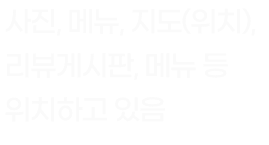 사진, 메뉴, 지도(위치),
리뷰게시판, 메뉴 등
위치하고 있음